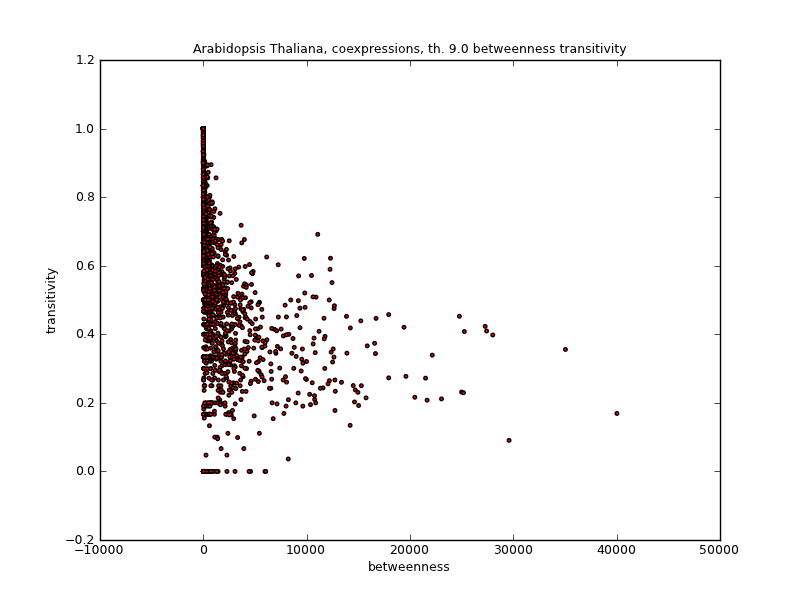 Arabidopsis Thaliana, coexpressions, th. 9.0 betweenness transitivity
1.2
1.0
0.8
0.6
0.4
0.2
0.0
−0.2
transitivity
−10000 0 10000 20000 30000 40000 50000
betweenness